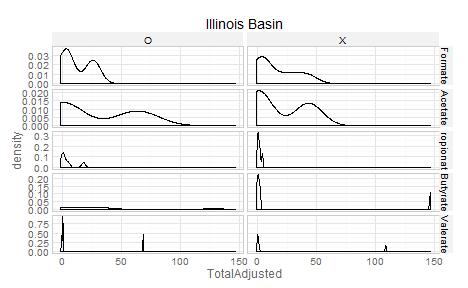 Illinois Basin
O X
0.03
0.02
0.01
0.00
Formate
0.020
0.015
0.010
0.005
0.000
Acetate
0.3
0.2
0.1
0.0
ropionat
0.20
0.15
0.10
0.05
0.00
Butyrate
0.75
0.50
0.25
0.00
Valerate
density
0 50 100 150 0 50 100 150
TotalAdjusted